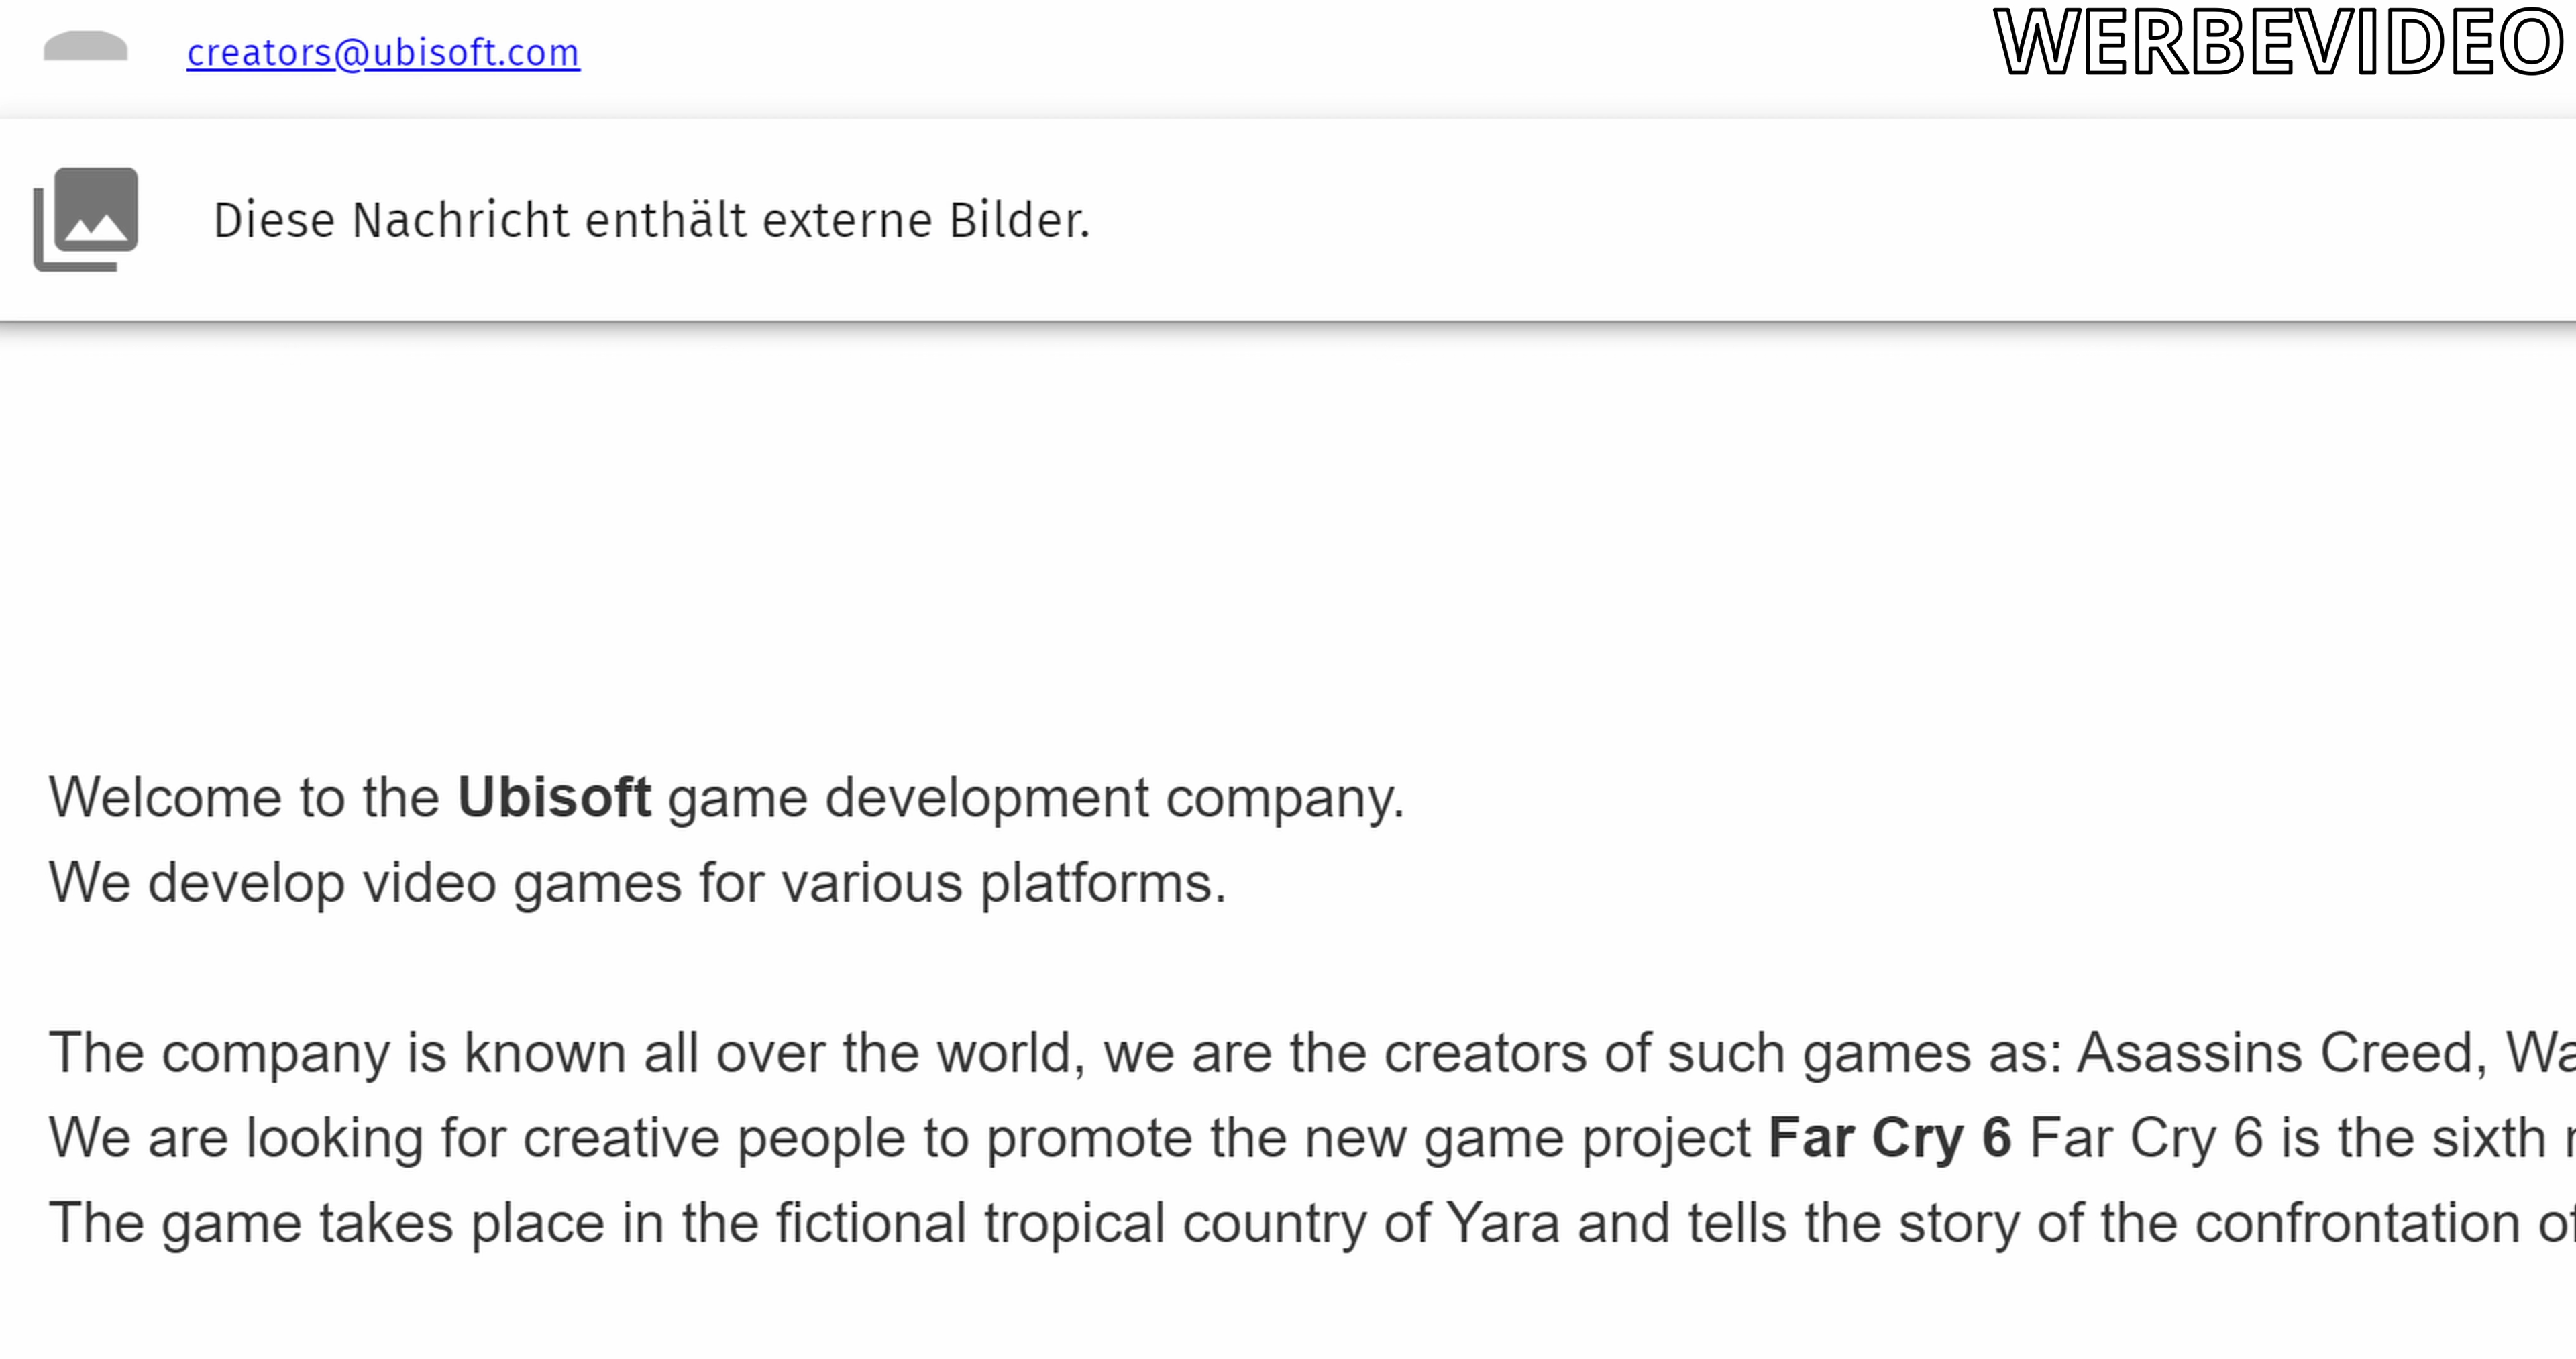 creators@ubisoft.com
WERBEVIDEO
Diese Nachricht enthält externe Bilder.
Welcome to the Ubisoft game development company.
We develop video games for various platforms.
The company is known all over the world, we are the creators of such games as: Asassins Creed,
We are looking for creative people to promote the new game project Far Cry 6 Far Cry 6 is the sixth
The game takes place in the fictional tropical country of Yara and tells the story of the confrontation of